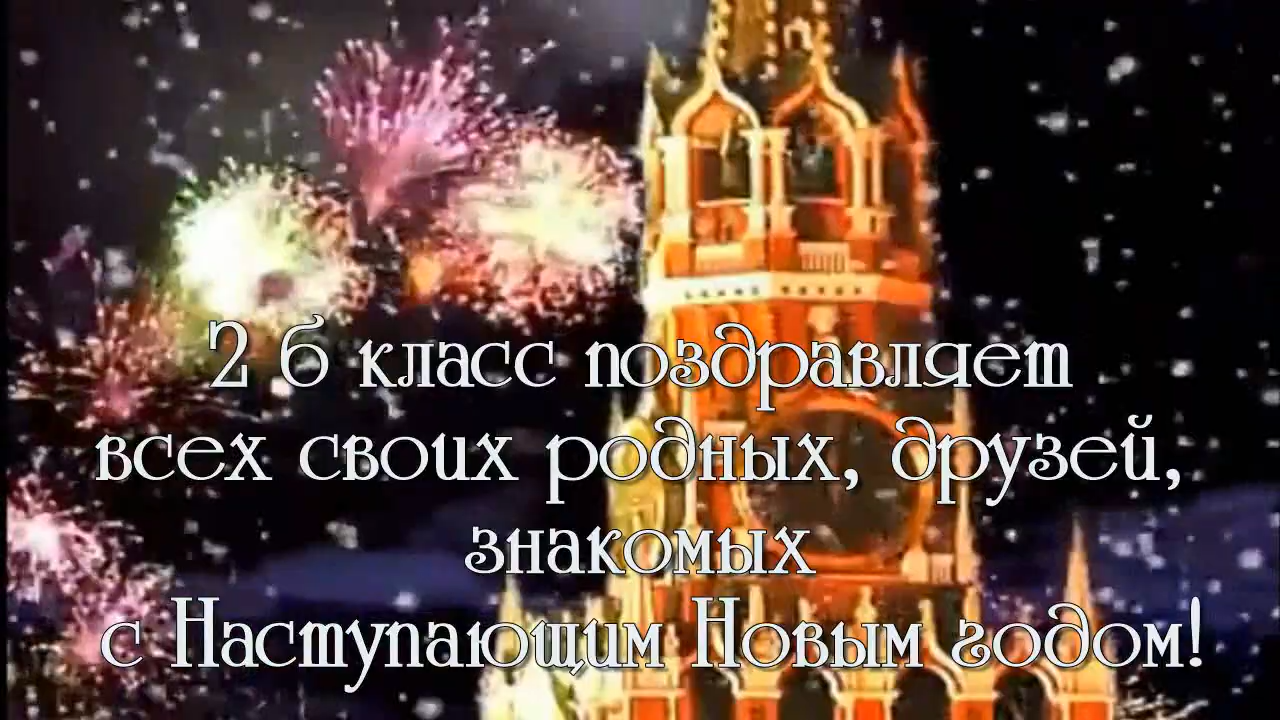 2 б класс поздравляет
всех своих родных, друзей,
знакомых
с Наступающим Новым годом!